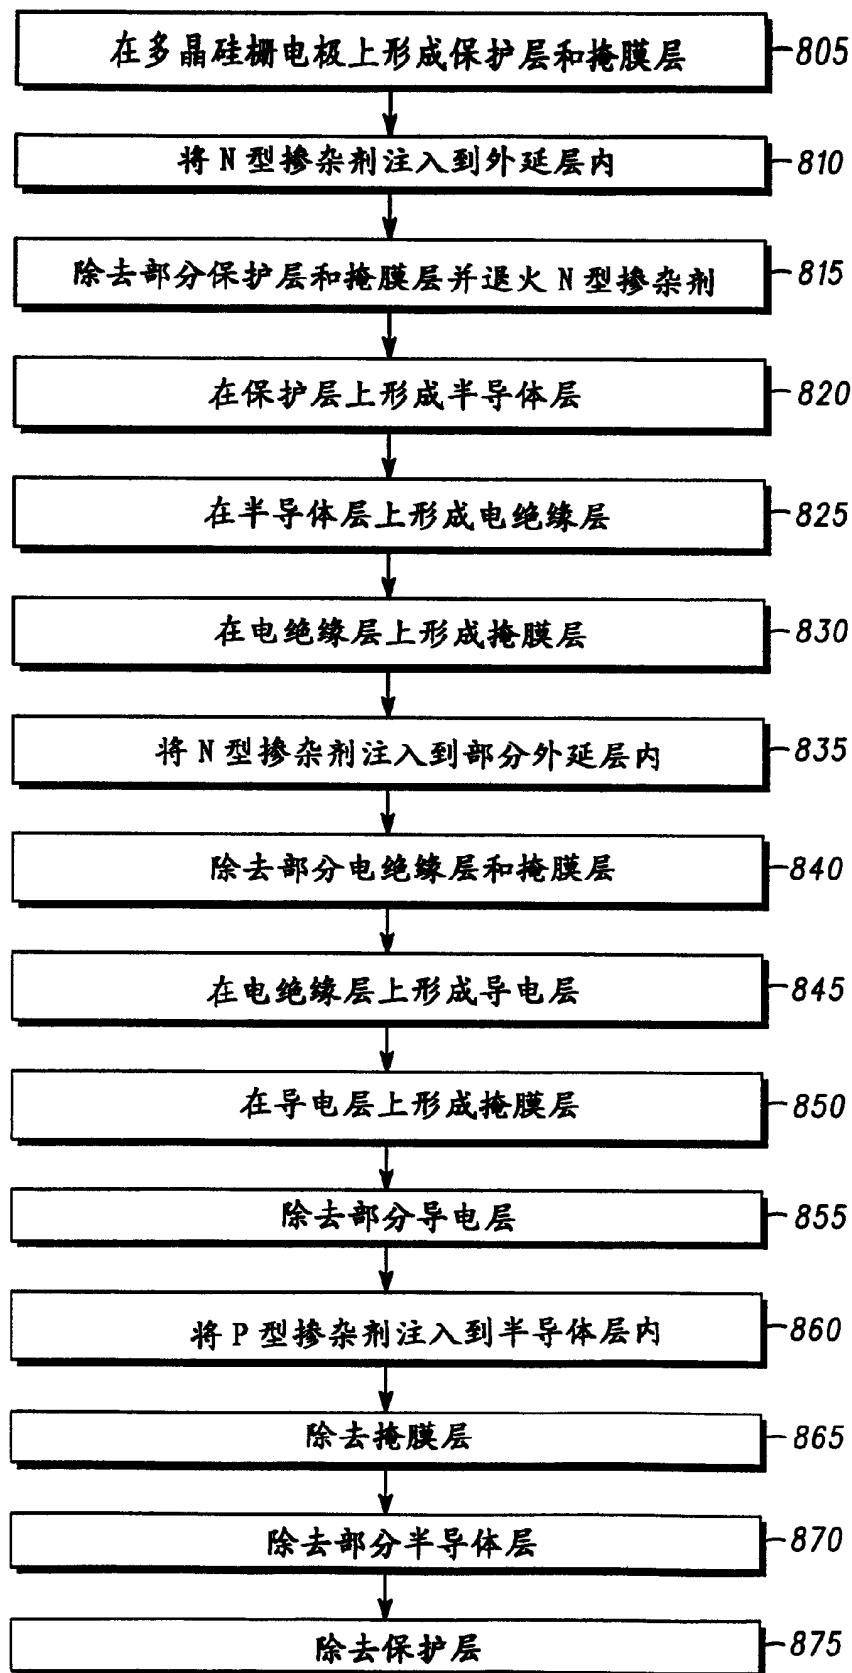 在多晶硅栅电极上形成保护层和掩膜层 805
将 N 型掺杂剂注入到外延层内 810
除去部分保护层和掩膜层并退火 N 型掺杂剂 815
在保护层上形成半导体层 820
在半导体层上形成电绝缘层 825
在电绝缘层上形成掩膜层 830
将 N 型掺杂剂注入到部分外延层内 835
除去部分电绝缘层和掩膜层 840
在电绝缘层上形成导电层 845
在导电层上形成掩膜层 850
除去部分导电层 855
将 P 型掺杂剂注入到半导体层内 860
除去掩膜层 865
除去部分半导体层 870
除去保护层 875